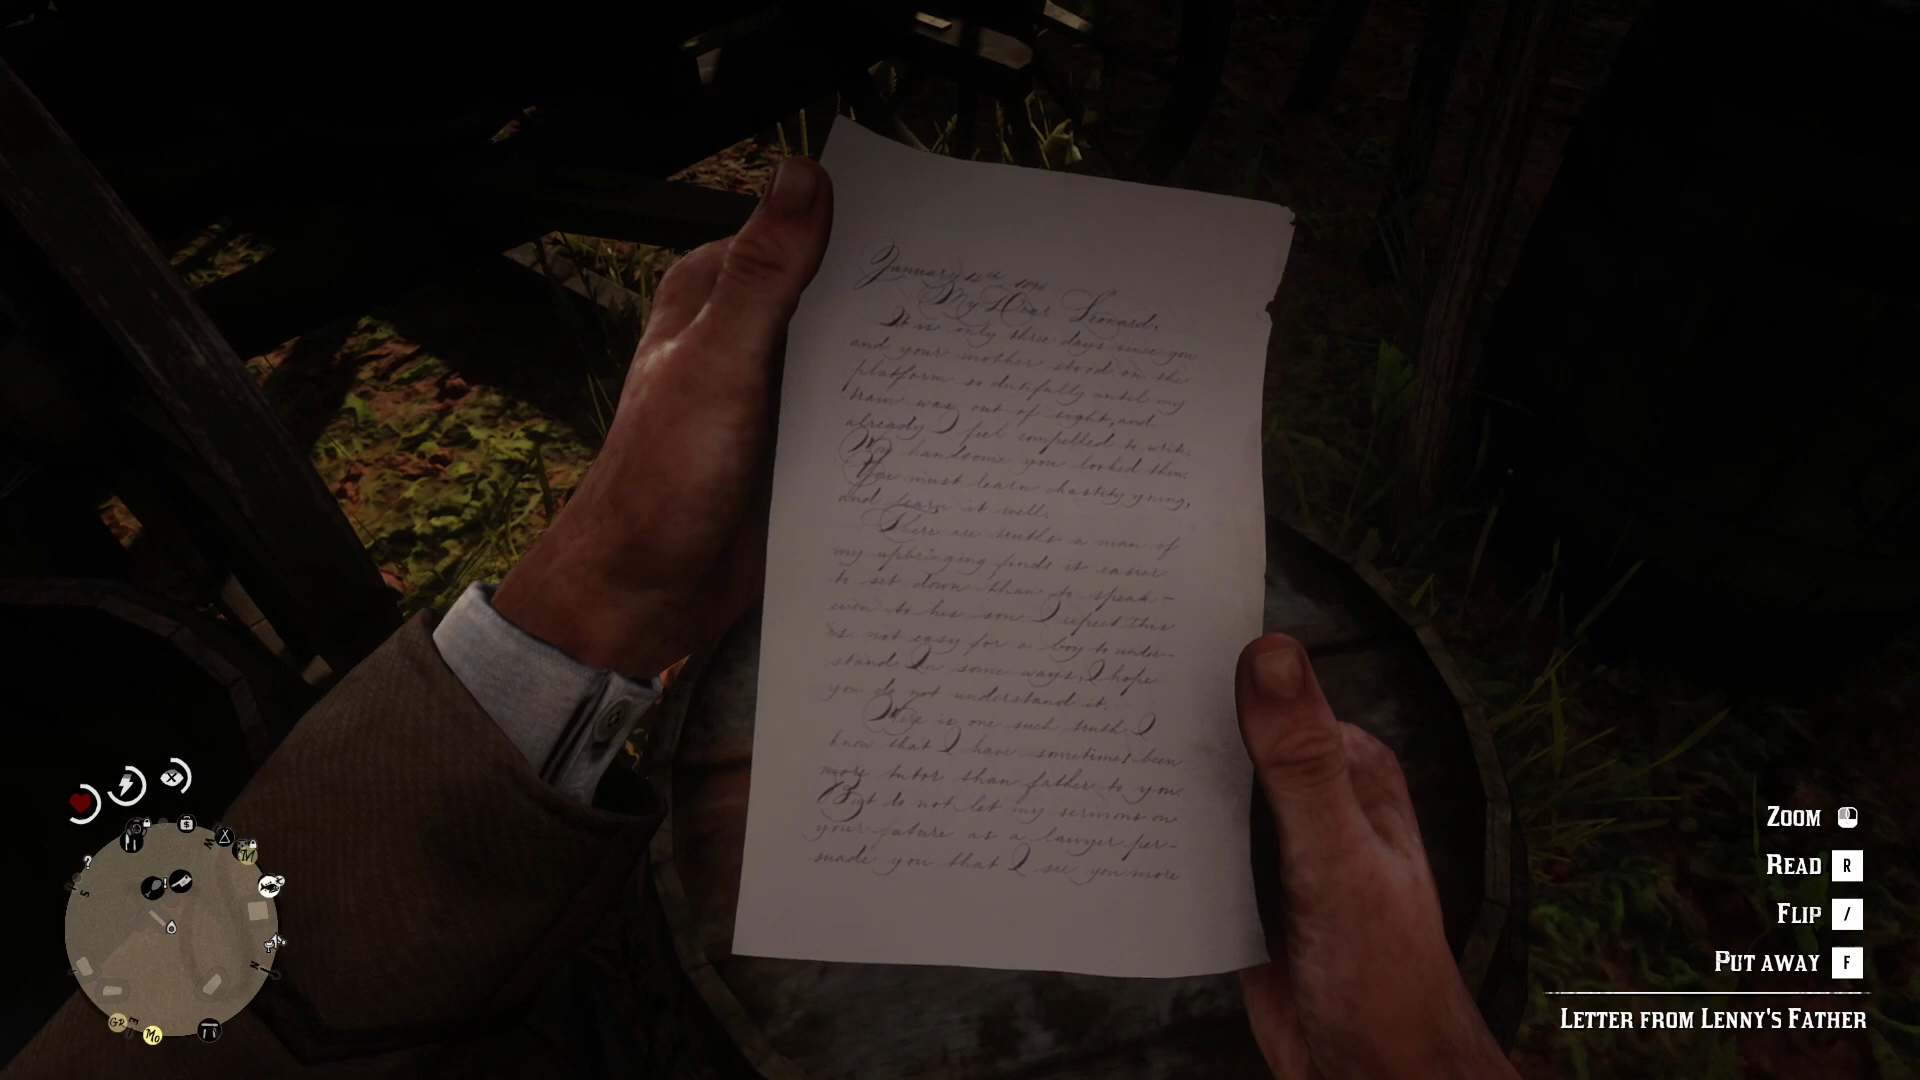 January 12th
My Dear Leonard,
It is only three days since you
and your mother stood on the
platform so dutifully until my
train was out of sight, and
already I feel compelled to write.
How handsome you looked then.
You must learn chastity young,
and learn it well.
There are truths a man of
my upbringing finds it easier
to set down than to speak -
even to his son. I expect this
is not easy for a boy to under-
stand. In some ways, I hope
you do not understand it.
Here is one such truth. I
know that I have sometimes been
more tutor than father to you.
But do not let my sermons on
your future as a lawyer per-
suade you that I see you more
ZOOM
READ R
FLIP /
PUT AWAY F
LETTER FROM LENNY'S FATHER
?
M
W
S
N
E
GR
Mo